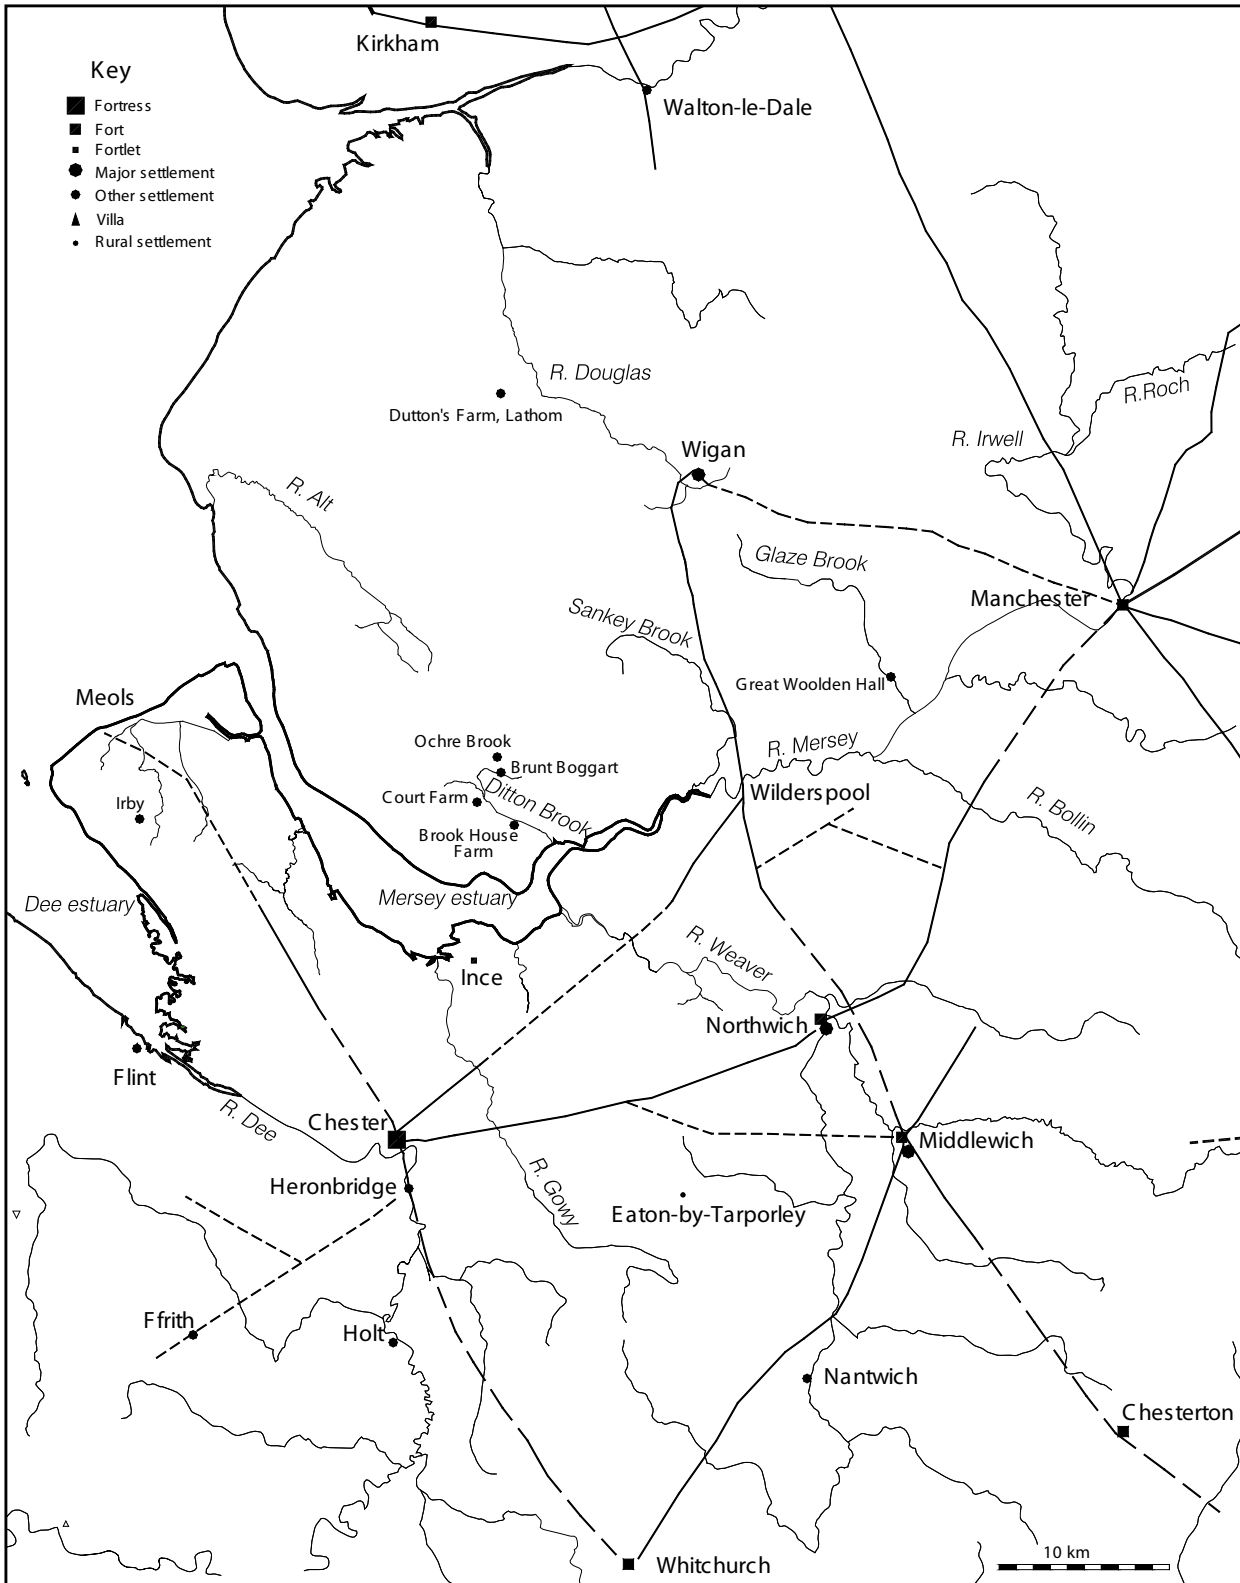 Kirkham
Key
Fortress
Fort
Fortlet
Major settlement
Other settlement
Villa
Rural settlement
Walton-le-Dale
R. Douglas
R.Roch
Dutton's Farm, Lathom
R. Irwell
Wigan
R. Alt
Glaze Brook
Manchester
Sankey Brook
Great Woolden Hall
Meols
Ochre Brook
R. Mersey
Brunt Boggart
Ditton Brook
Court Farm
Wilderspool
Irby
R. Bollin
Brook House
Farm
Mersey estuary
Dee estuary
R. Weaver
Ince
Northwich
Flint
R. Dee
Chester
Middlewich
Heronbridge
R. Gowy
Eaton-by-Tarporley
Ffrith
Holt
Nantwich
Chesterton
10 km
Whitchurch